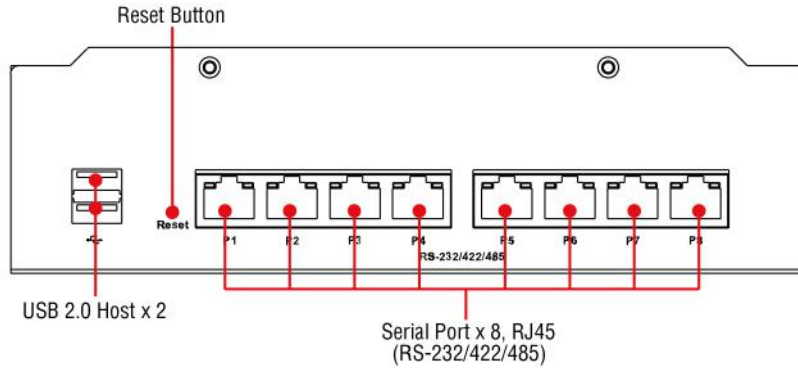 Reset Button
Reset
P1 P2 P3 P4 P5 P6 P7 P8
RS-232/422/485
USB 2.0 Host x 2
Serial Port x 8, RJ45
(RS-232/422/485)